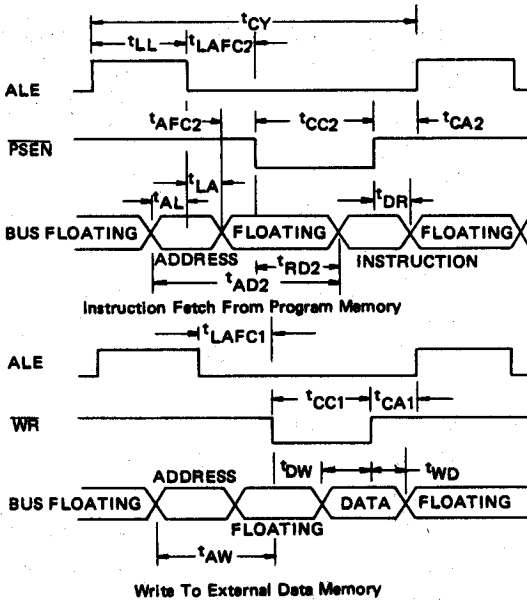 tCY
tLL tLAFC2
ALE
tAFC2 tCC2 tCA2
PSEN
tAL tLA tDR
BUS FLOATING FLOATING FLOATING
ADDRESS tRD2 INSTRUCTION
tAD2
Instruction Fetch From Program Memory
tLAFC1
ALE
tCC1 tCA1
WR
ADDRESS tDW tWD
BUS FLOATING DATA FLOATING
FLOATING
tAW
Write To External Data Memory